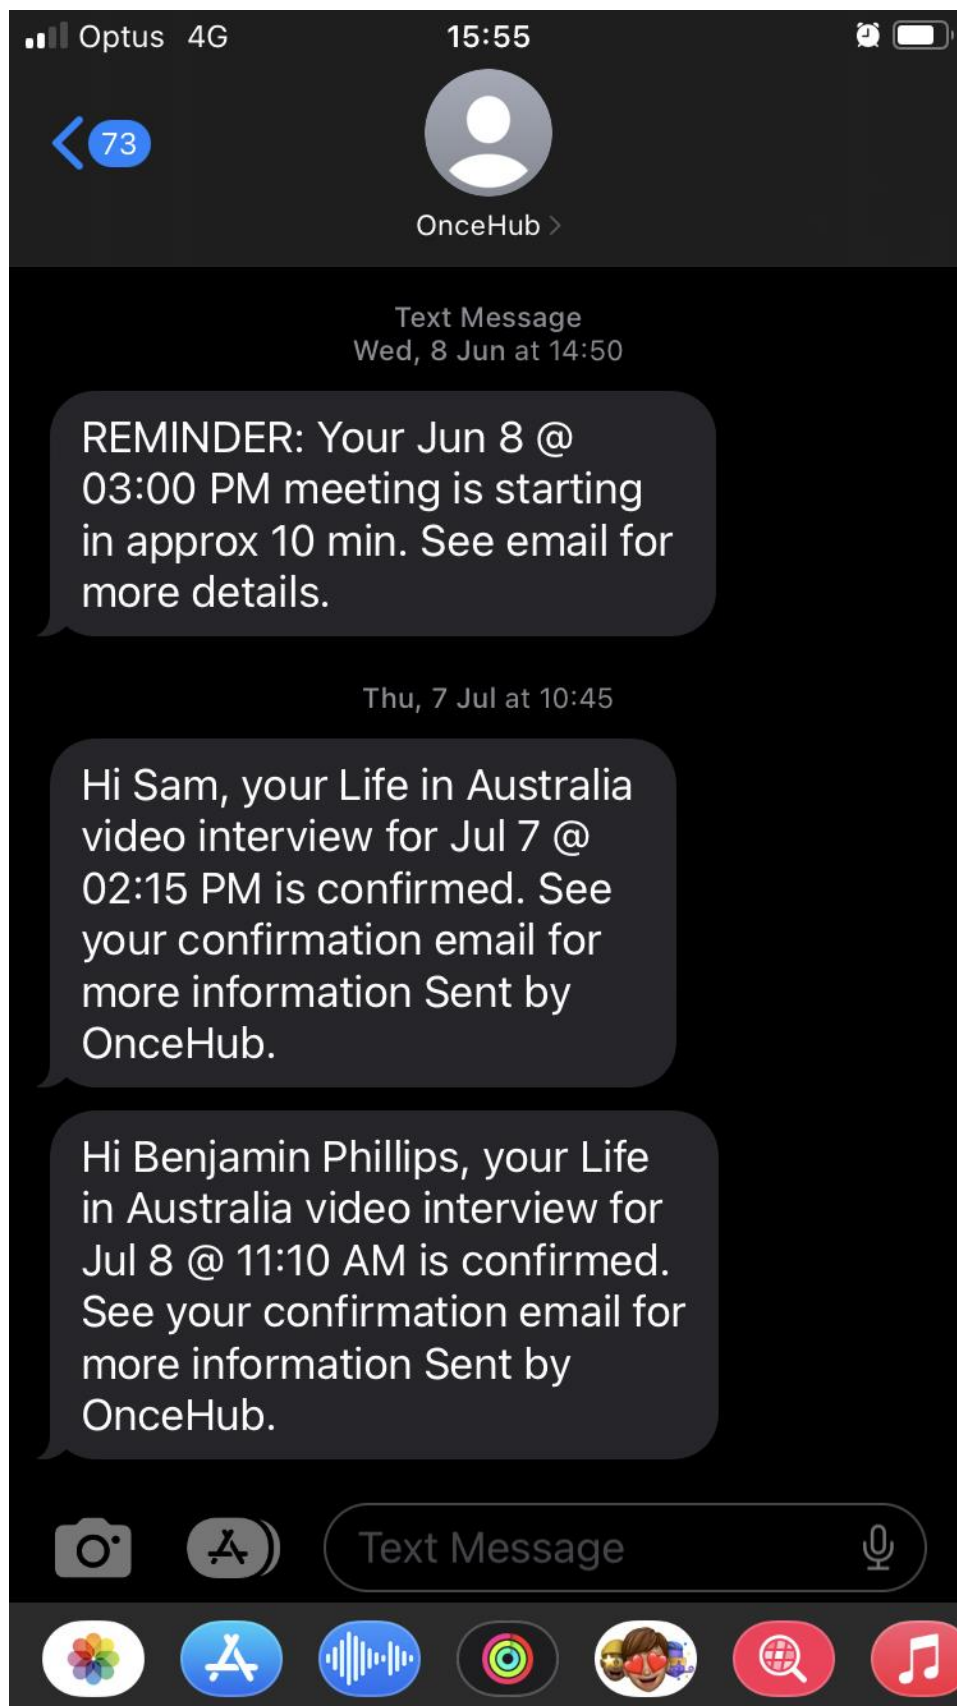 Optus 4G 15:55
73
OnceHub
Text Message
Wed, 8 Jun at 14:50
REMINDER: Your Jun 8 @
03:00 PM meeting is starting
in approx 10 min. See email for
more details.
Thu, 7 Jul at 10:45
Hi Sam, your Life in Australia
video interview for Jul 7 @
02:15 PM is confirmed. See
your confirmation email for
more information Sent by
OnceHub.
Hi Benjamin Phillips, your Life
in Australia video interview for
Jul 8 @ 11:10 AM is confirmed.
See your confirmation email for
more information Sent by
OnceHub.
Text Message